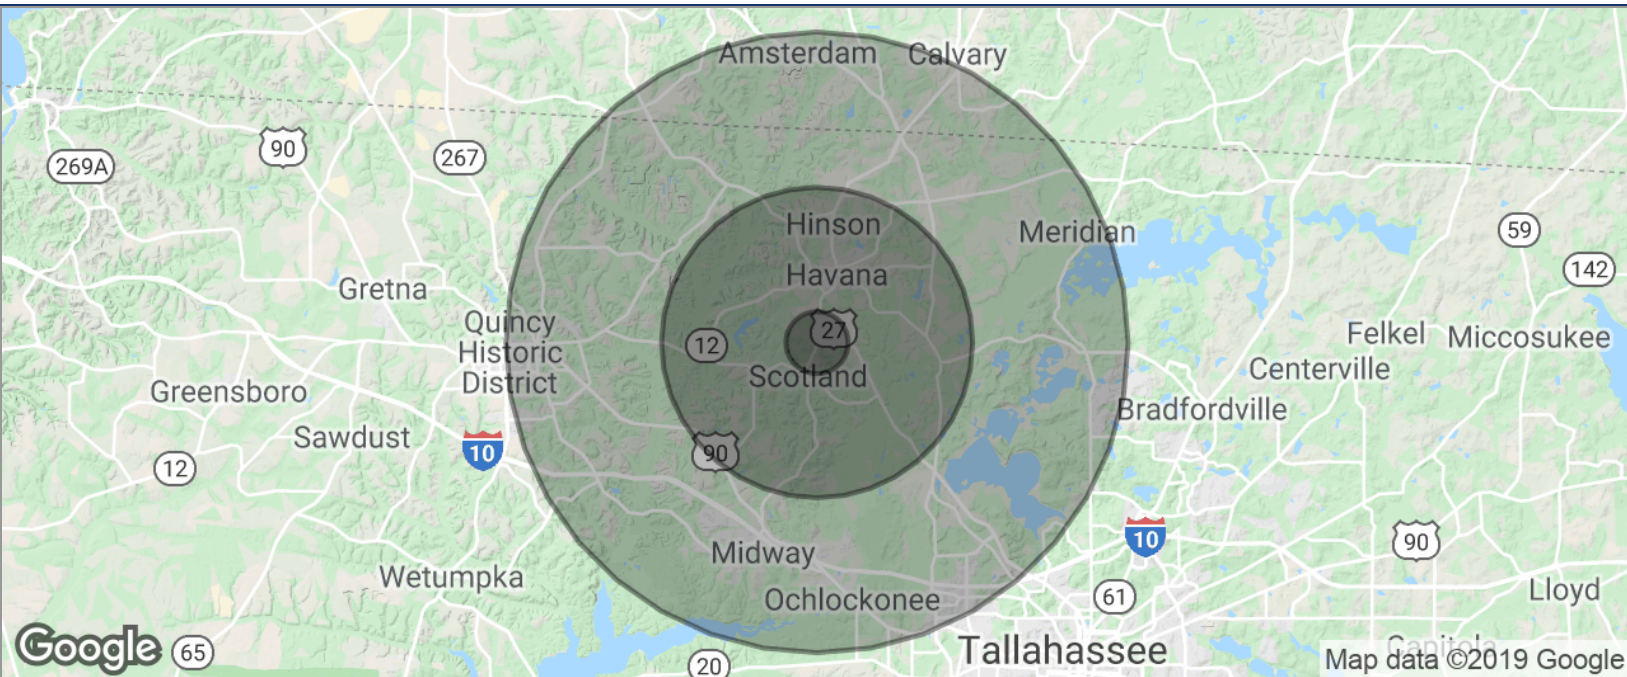 Amsterdam
Calvary
90
267
269A
Hinson
Meridian
59
Havana
142
Gretna
Quincy
Historic
District
27
12
Felkel
Miccosukee
Scotland
Centerville
Greensboro
Bradfordville
Sawdust
10
90
12
10
90
Midway
Wetumpka
Ochlockonee
61
Lloyd
Google
65
20
Tallahassee
Capitola
Map data ©2019 Google